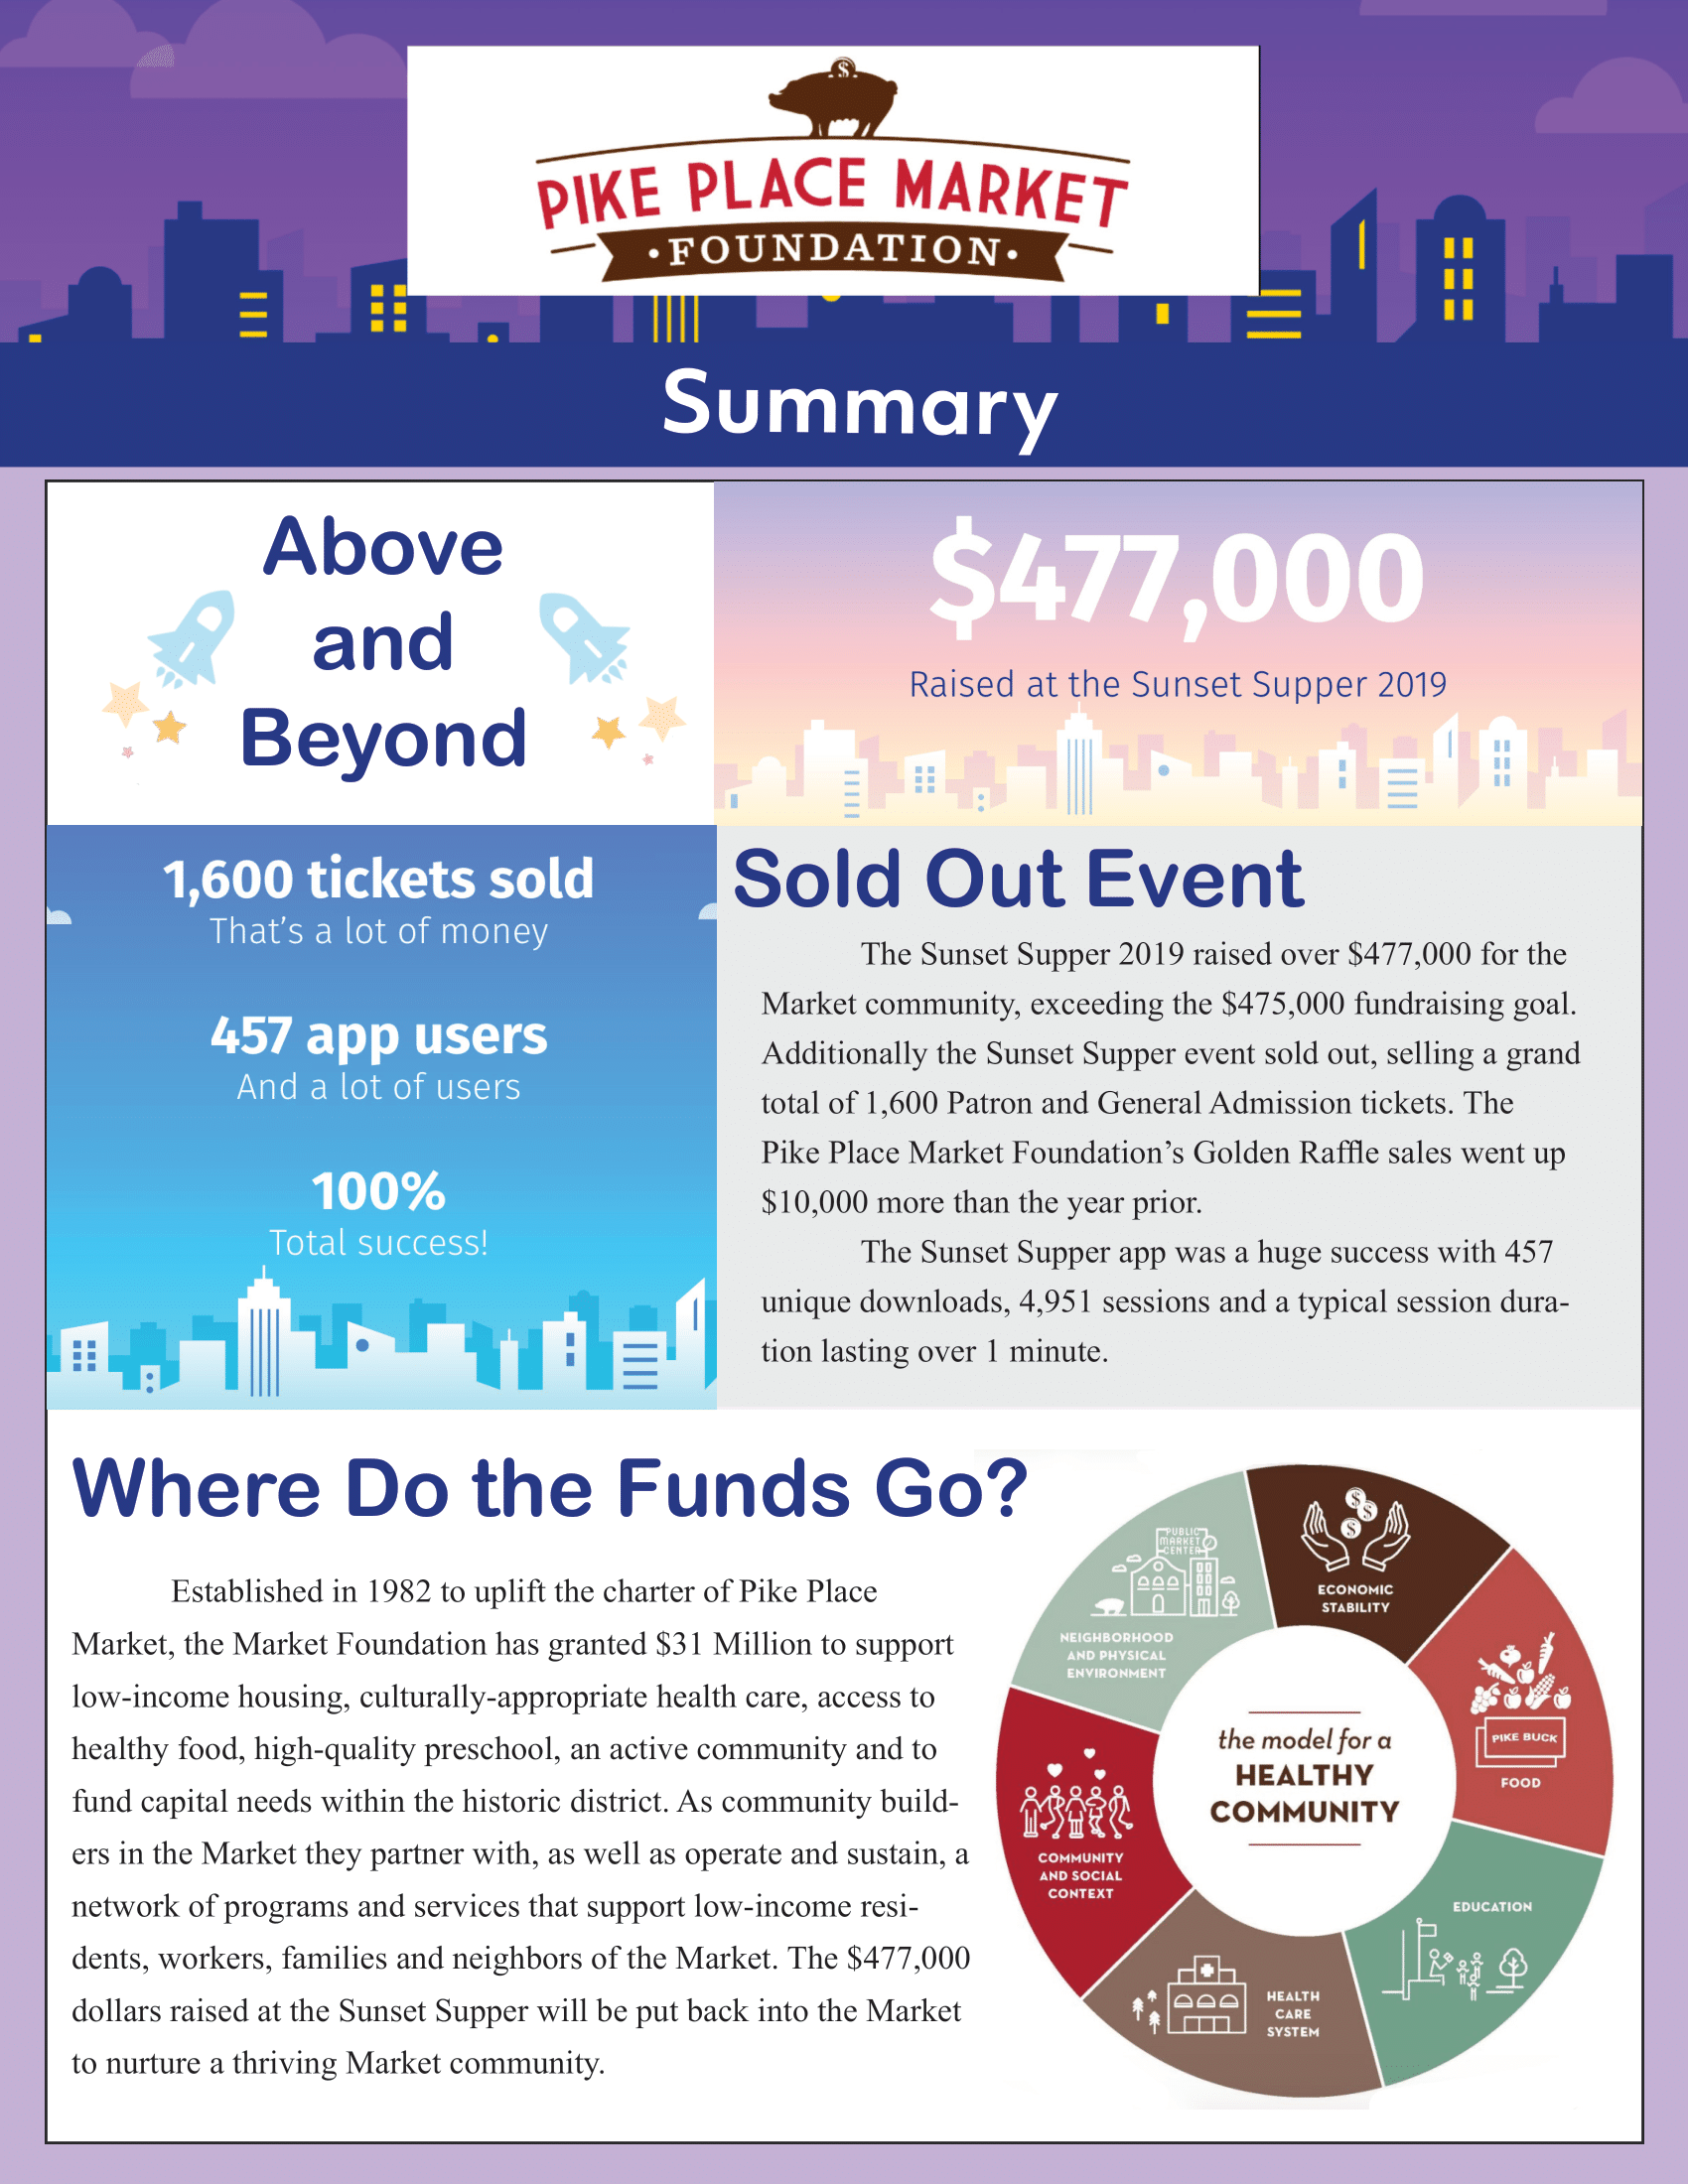 $
PIKE PLACE MARKET
•FOUNDATION•
Summary
Above
and
Beyond
$477,000
Raised at the Sunset Supper 2019
1,600 tickets sold
That’s a lot of money
457 app users
And a lot of users
100%
Total success!
Sold Out Event
The Sunset Supper 2019 raised over $477,000 for the
Market community, exceeding the $475,000 fundraising goal.
Additionally the Sunset Supper event sold out, selling a grand
total of 1,600 Patron and General Admission tickets. The
Pike Place Market Foundation’s Golden Raffle sales went up
$10,000 more than the year prior.
The Sunset Supper app was a huge success with 457
unique downloads, 4,951 sessions and a typical session dura-
tion lasting over 1 minute.
Where Do the Funds Go?
Established in 1982 to uplift the charter of Pike Place
Market, the Market Foundation has granted $31 Million to support
low-income housing, culturally-appropriate health care, access to
healthy food, high-quality preschool, an active community and to
fund capital needs within the historic district. As community build-
ers in the Market they partner with, as well as operate and sustain, a
network of programs and services that support low-income resi-
dents, workers, families and neighbors of the Market. The $477,000
dollars raised at the Sunset Supper will be put back into the Market
to nurture a thriving Market community.
$
$
$
ECONOMIC
STABILITY
PIKE BUCK
FOOD
EDUCATION
HEALTH
CARE
SYSTEM
COMMUNITY
AND SOCIAL
CONTEXT
PUBLIC
MARKET
CENTER
NEIGHBORHOOD
AND PHYSICAL
ENVIRONMENT
the model for a
HEALTHY
COMMUNITY